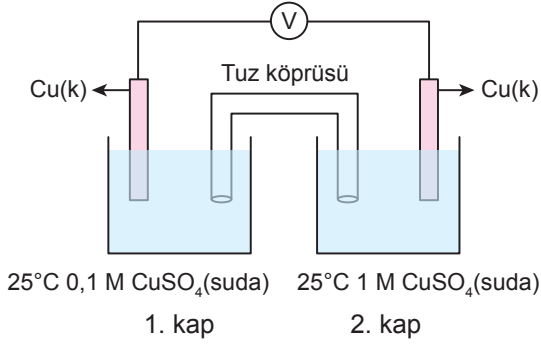 V
Tuz köprüsü
Cu(k) Cu(k)
25°C 0,1 M CuSO₄(suda) 25°C 1 M CuSO₄(suda)
1. kap 2. kap